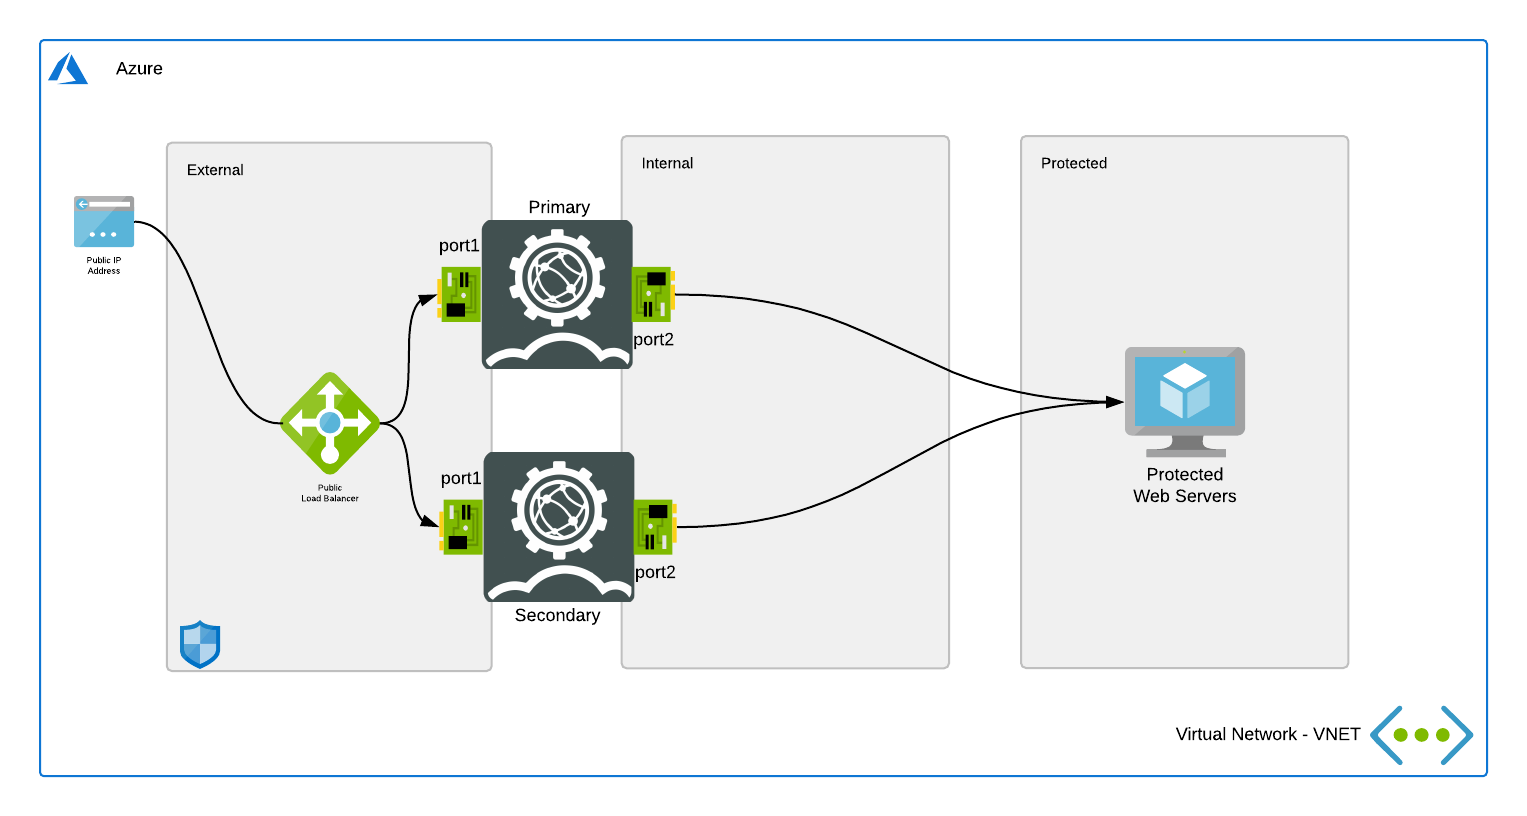 Azure
External
Internal
Protected
Public IP
Address
Primary
port1
port2
Public
Load Balancer
port1
port2
Secondary
Protected
Web Servers
Virtual Network - VNET